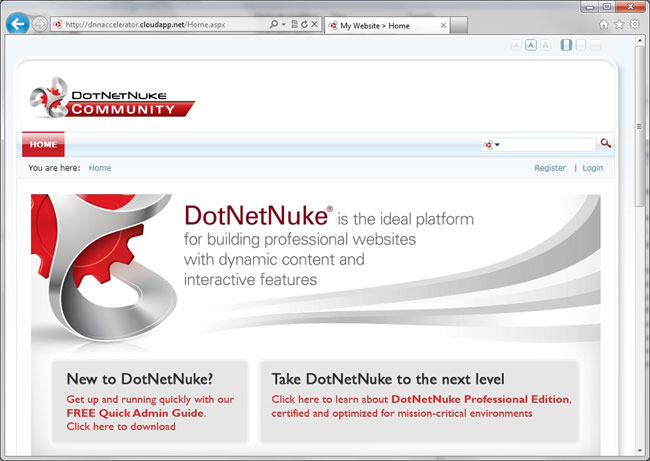 http://dnnaccelerator.cloudapp.net/Home.aspx
My Website > Home
A A A
DOTNETNUKE
COMMUNITY
HOME
You are here: Home
Register | Login
DotNetNuke® is the ideal platform
for building professional websites
with dynamic content and
interactive features
New to DotNetNuke?
Get up and running quickly with our
FREE Quick Admin Guide.
Click here to download
Take DotNetNuke to the next level
Click here to learn about DotNetNuke Professional Edition,
certified and optimized for mission-critical environments